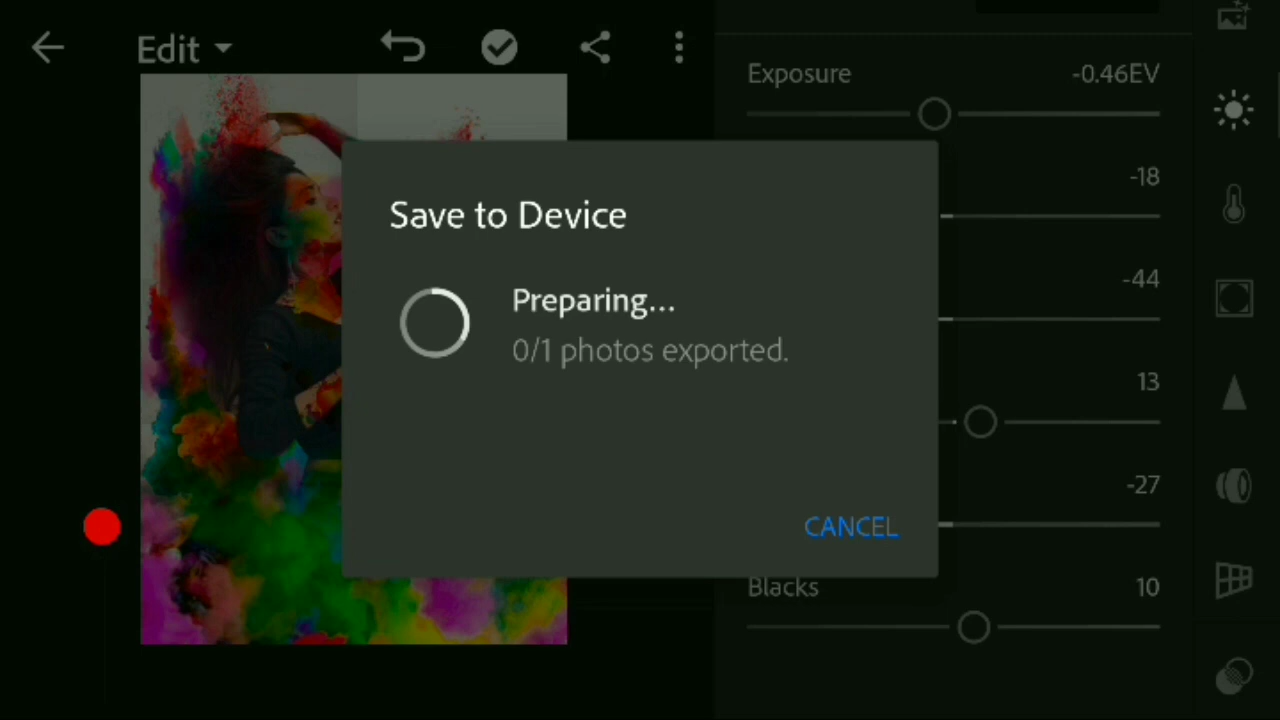 Edit
Exposure -0.46EV
-18
-44
13
-27
Blacks 10
Save to Device
Preparing...
0/1 photos exported.
CANCEL